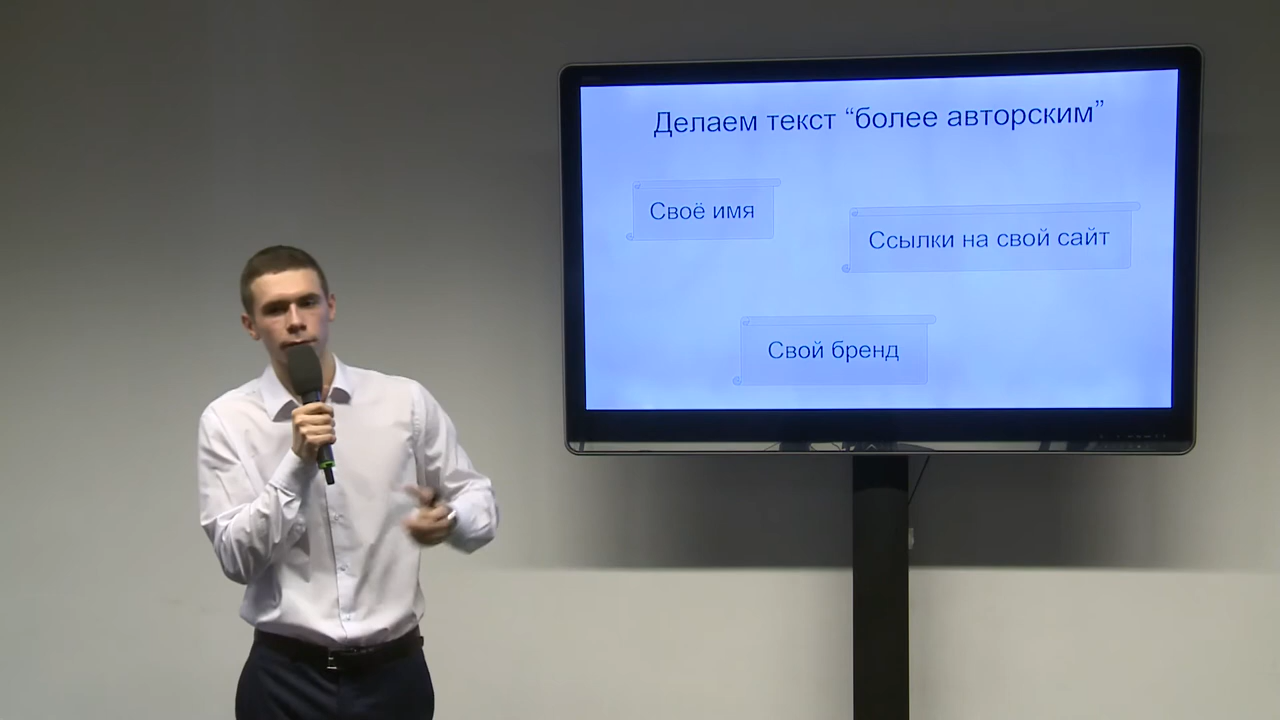 Делаем текст “более авторским”
Своё имя
Ссылки на свой сайт
Свой бренд